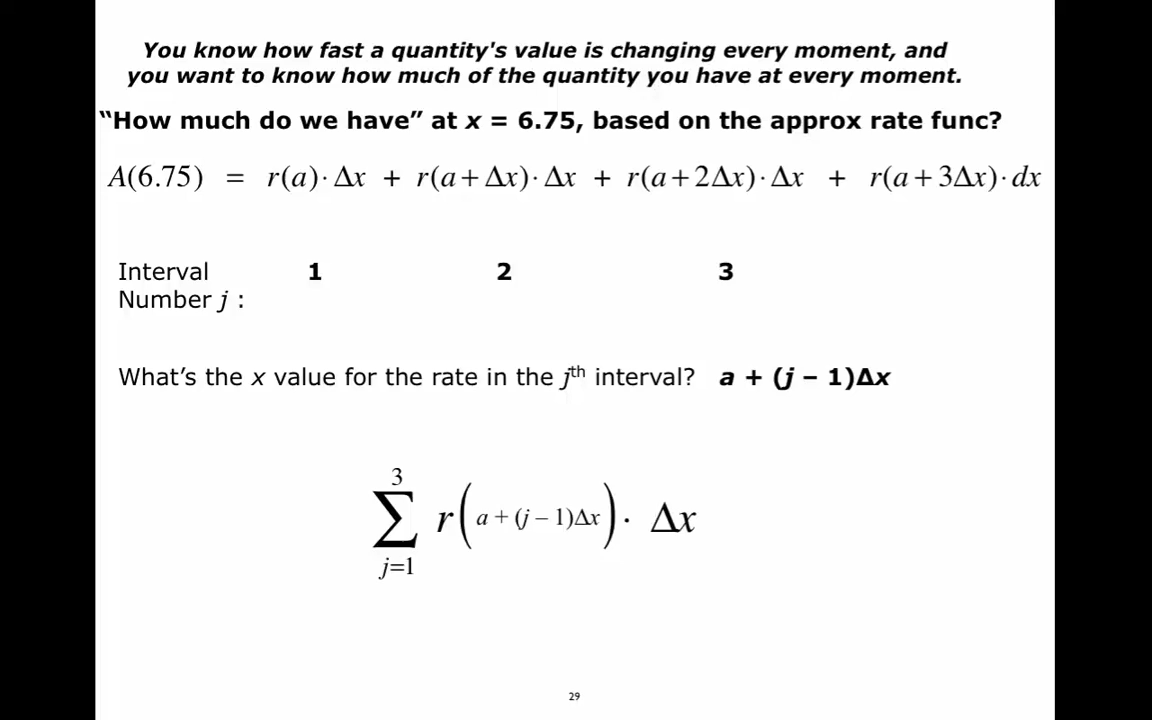 You know how fast a quantity's value is changing every moment, and
you want to know how much of the quantity you have at every moment.
“How much do we have” at x = 6.75, based on the approx rate func?
A(6.75) = r(a)·Δx + r(a+Δx)·Δx + r(a+2Δx)·Δx + r(a+3Δx)·dx
Interval 1 2 3
Number j :
What’s the x value for the rate in the jᵗʰ interval? a + (j – 1)Δx
3
∑ r(a + (j – 1)Δx)· Δx
j=1
29